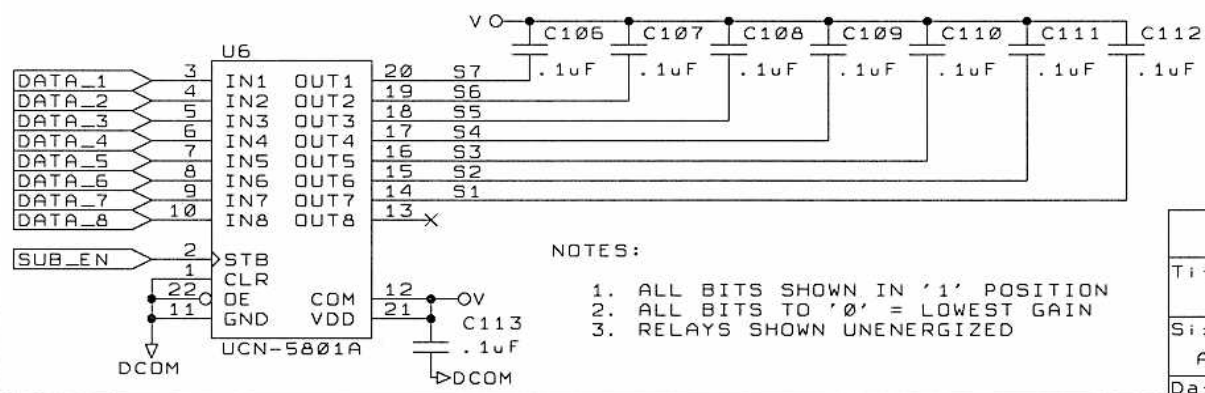 V
C106 C107 C108 C109 C110 C111 C112
.1uF .1uF .1uF .1uF .1uF .1uF .1uF
U6
DATA_1 3 IN1 OUT1 20 S7
DATA_2 4 IN2 OUT2 19 S6
DATA_3 5 IN3 OUT3 18 S5
DATA_4 6 IN4 OUT4 17 S4
DATA_5 7 IN5 OUT5 16 S3
DATA_6 8 IN6 OUT6 15 S2
DATA_7 9 IN7 OUT7 14 S1
DATA_8 10 IN8 OUT8 13
SUB_EN 2 STB
1 CLR
22 OE COM 12 V
11 GND VDD 21
C113
.1uF
UCN-5801A
DCOM
DCOM
NOTES:
1. ALL BITS SHOWN IN '1' POSITION
2. ALL BITS TO '0' = LOWEST GAIN
3. RELAYS SHOWN UNENERGIZED